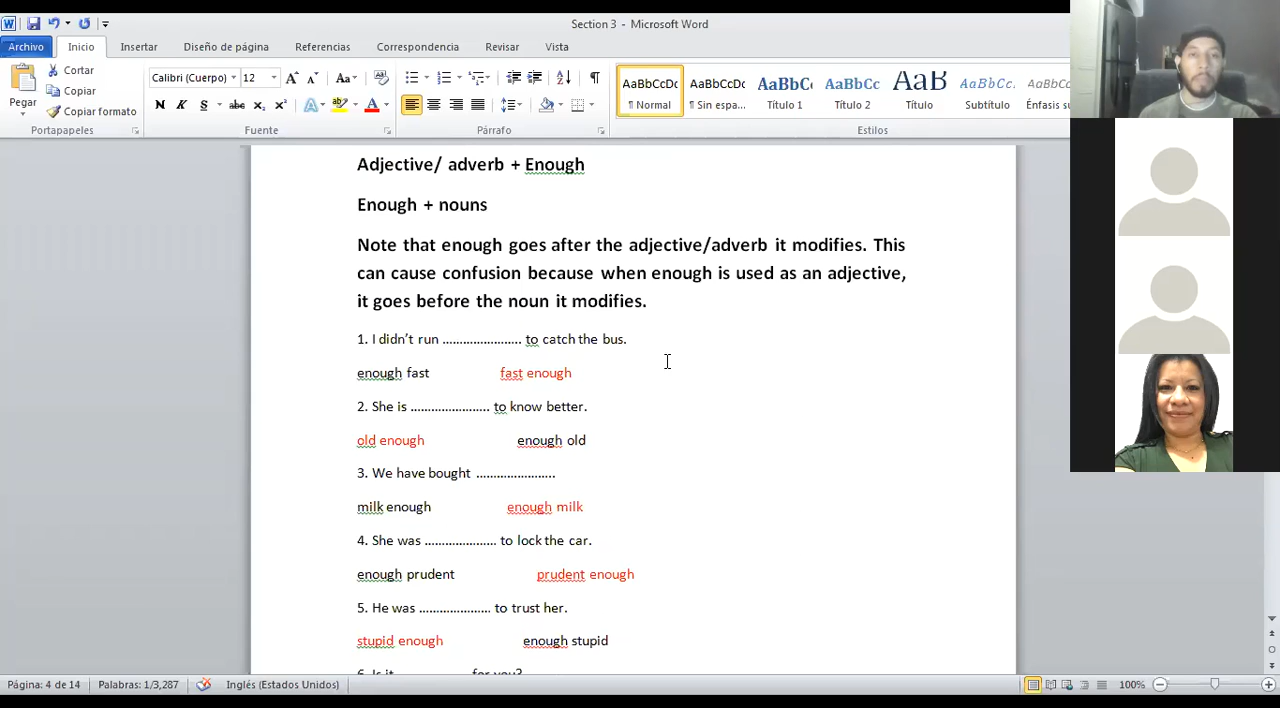 Section 3 - Microsoft Word
Archivo Inicio Insertar Diseño de página Referencias Correspondencia Revisar Vista
Pegar
Cortar
Copiar
Copiar formato
Portapapeles
Calibri (Cuerpo) 12
Fuente
Párrafo
AaBbCcDc AaBbCcDc AaBbC AaBbCc AaB AaBbCc. AaBbCc
¶ Normal ¶ Sin espa... Título 1 Título 2 Título Subtítulo Énfasis su
Estilos
Adjective/ adverb + Enough
Enough + nouns
Note that enough goes after the adjective/adverb it modifies. This
can cause confusion because when enough is used as an adjective,
it goes before the noun it modifies.
1. I didn't run ...................... to catch the bus.
enough fast fast enough
2. She is ...................... to know better.
old enough enough old
3. We have bought ......................
milk enough enough milk
4. She was .................... to lock the car.
enough prudent prudent enough
5. He was .................... to trust her.
stupid enough enough stupid
6. Is it for you?
Página: 4 de 14 Palabras: 1/3,287 Inglés (Estados Unidos) 100%